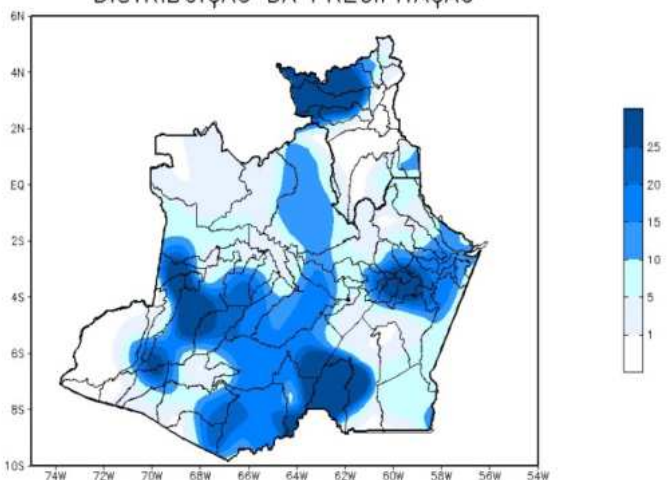 DISTRIBUIÇÃO DA PRECIPITAÇÃO
6N
4N
2N
EQ
2S
4S
6S
8S
10S
74W 72W 70W 68W 66W 64W 62W 60W 58W 56W 54W
25
20
15
10
5
1